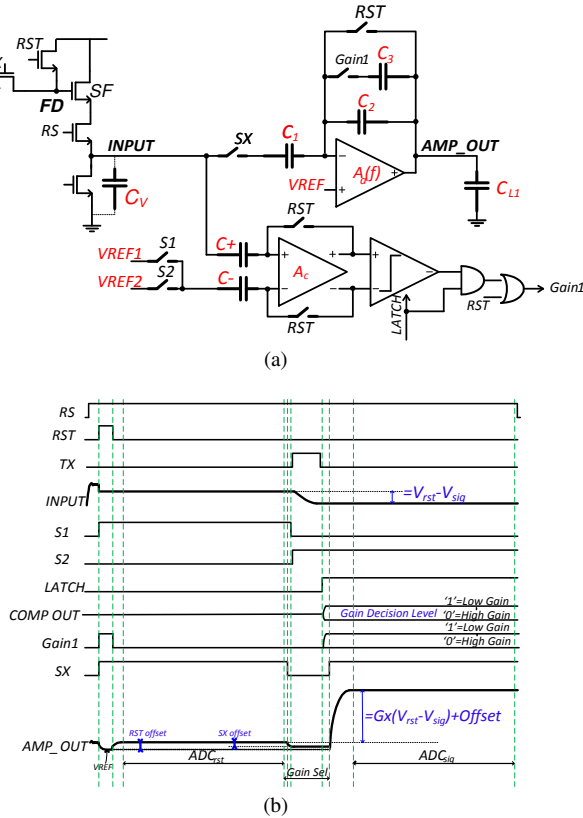 RST
RST
Gain1
C3
SF
FD
C2
RS
INPUT
SX
C1
AMP_OUT
Aa(f)
VREF
CV
CL1
RST
S1
C+
VREF1
S2
VREF2
C-
Ac
RST
LATCH
RST
Gain1
(a)
RS
RST
TX
INPUT
=Vrst-Vsig
S1
S2
LATCH
COMP OUT
Gain Decision Level
'1'=Low Gain
'0'=High Gain
Gain1
'1'=Low Gain
'0'=High Gain
SX
=Gx(Vrst-Vsig)+Offset
RST offset
SX offset
AMP_OUT
VREF
ADCrst
Gain Sel
ADCsig
(b)